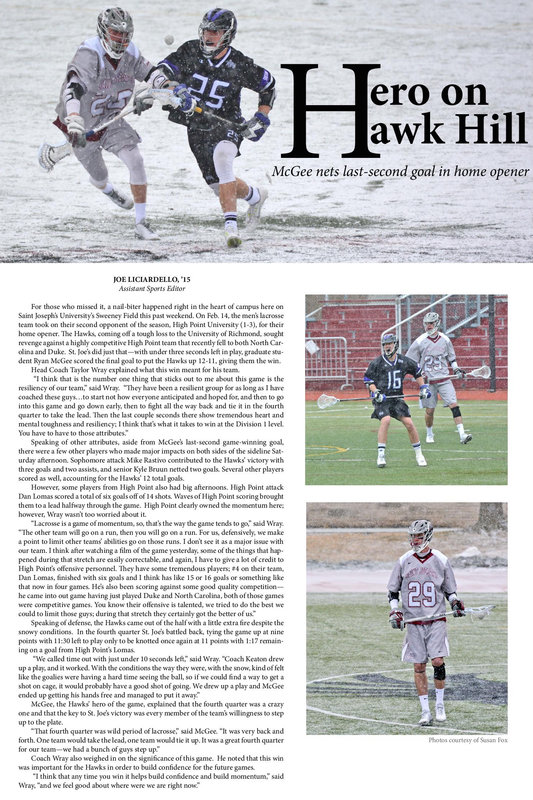 Hero on
Hawk Hill
McGee nets last-second goal in home opener
JOE LICIARDELLO, '15
Assistant Sports Editor
For those who missed it, a nail-biter happened right in the heart of campus here on
Saint Joseph's University's Sweeney Field this past weekend. On Feb. 14, the men's lacrosse
team took on their second opponent of the season, High Point University (1-3), for their
home opener. The Hawks, coming off a tough loss to the University of Richmond, sought
revenge against a highly competitive High Point team that recently fell to both North Car-
olina and Duke. St. Joe's did just that—with under three seconds left in play, graduate stu-
dent Ryan McGee scored the final goal to put the Hawks up 12-11, giving them the win.
Head Coach Taylor Wray explained what this win meant for his team.
"I think that is the number one thing that sticks out to me about this game is the
resiliency of our team," said Wray. "They have been a resilient group for as long as I have
coached these guys…to start not how everyone anticipated and hoped for, and then to go
into this game and go down early, then to fight all the way back and tie it in the fourth
quarter to take the lead. Then the last couple seconds there show tremendous heart and
mental toughness and resiliency; I think that's what it takes to win at the Division 1 level.
You have to have to those attributes."
Speaking of other attributes, aside from McGee's last-second game-winning goal,
there were a few other players who made major impacts on both sides of the sideline Sat-
urday afternoon. Sophomore attack Mike Rastivo contributed to the Hawks' victory with
three goals and two assists, and senior Kyle Bruun netted two goals. Several other players
scored as well, accounting for the Hawks' 12 total goals.
However, some players from High Point also had big afternoons. High Point attack
Dan Lomas scored a total of six goals off of 14 shots. Waves of High Point scoring brought
them to a lead halfway through the game. High Point clearly owned the momentum here;
however, Wray wasn't too worried about it.
"Lacrosse is a game of momentum, so, that's the way the game tends to go," said Wray.
"The other team will go on a run, then you will go on a run. For us, defensively, we make
a point to limit other teams' abilities go on those runs. I don't see it as a major issue with
our team. I think after watching a film of the game yesterday, some of the things that hap-
pened during that stretch are easily correctable, and again, I have to give a lot of credit to
High Point's offensive personnel. They have some tremendous players; #4 on their team,
Dan Lomas, finished with six goals and I think has like 15 or 16 goals or something like
that now in four games. He's also been scoring against some good quality competition—
he came into out game having just played Duke and North Carolina, both of those games
were competitive games. You know their offensive is talented, we tried to do the best we
could to limit those guys; during that stretch they certainly got the better of us."
Speaking of defense, the Hawks came out of the half with a little extra fire despite the
snowy conditions. In the fourth quarter St. Joe's battled back, tying the game up at nine
points with 11:30 left to play only to be knotted once again at 11 points with 1:17 remain-
ing on a goal from High Point's Lomas.
"We called time out with just under 10 seconds left," said Wray. "Coach Keaton drew
up a play, and it worked. With the conditions the way they were, with the snow, kind of felt
like the goalies were having a hard time seeing the ball, so if we could find a way to get a
shot on cage, it would probably have a good shot of going. We drew up a play and McGee
ended up getting his hands free and managed to put it away."
McGee, the Hawks' hero of the game, explained that the fourth quarter was a crazy
one and that the key to St. Joe's victory was every member of the team's willingness to step
up to the plate.
"That fourth quarter was wild period of lacrosse," said McGee. "It was very back and
forth. One team would take the lead, one team would tie it up. It was a great fourth quarter
for our team—we had a bunch of guys step up."
Coach Wray also weighed in on the significance of this game. He noted that this win
was important for the Hawks in order to build confidence for the future games.
"I think that any time you win it helps build confidence and build momentum," said
Wray, "and we feel good about where were we are right now."
25
16
29
Photos courtesy of Susan Fox